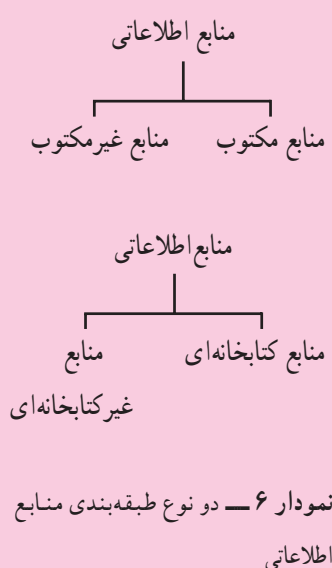 منابع اطلاعاتی
منابع مکتوب منابع غیرمکتوب
منابع اطلاعاتی
منابع کتابخانه‌ای منابع
غیرکتابخانه‌ای
نمودار ۶ ــ دو نوع طبقه‌بندی منابع
اطلاعاتی